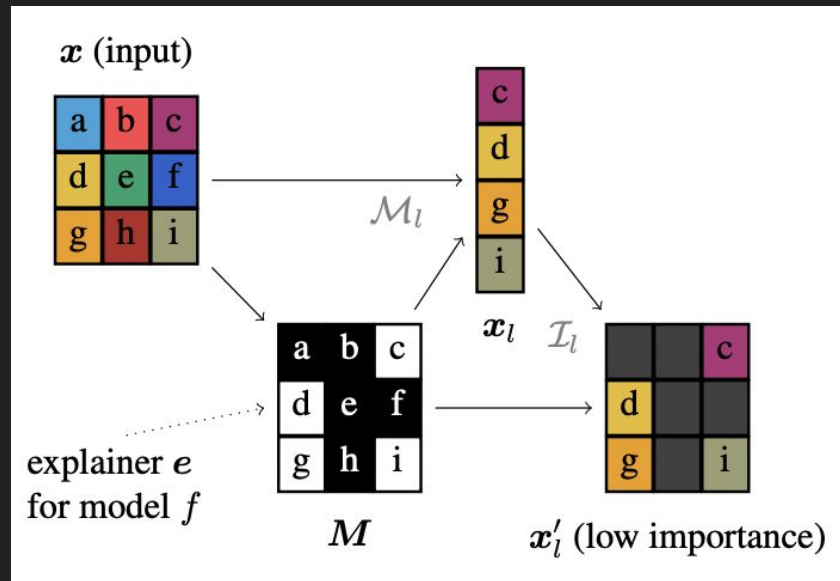 x (input)
a b c
d e f
g h i
c
d
g
i
ℳₗ
xₗ
ℐₗ
a b c
d e f
g h i
M
explainer e
for model f
c
d
g i
x′ₗ (low importance)